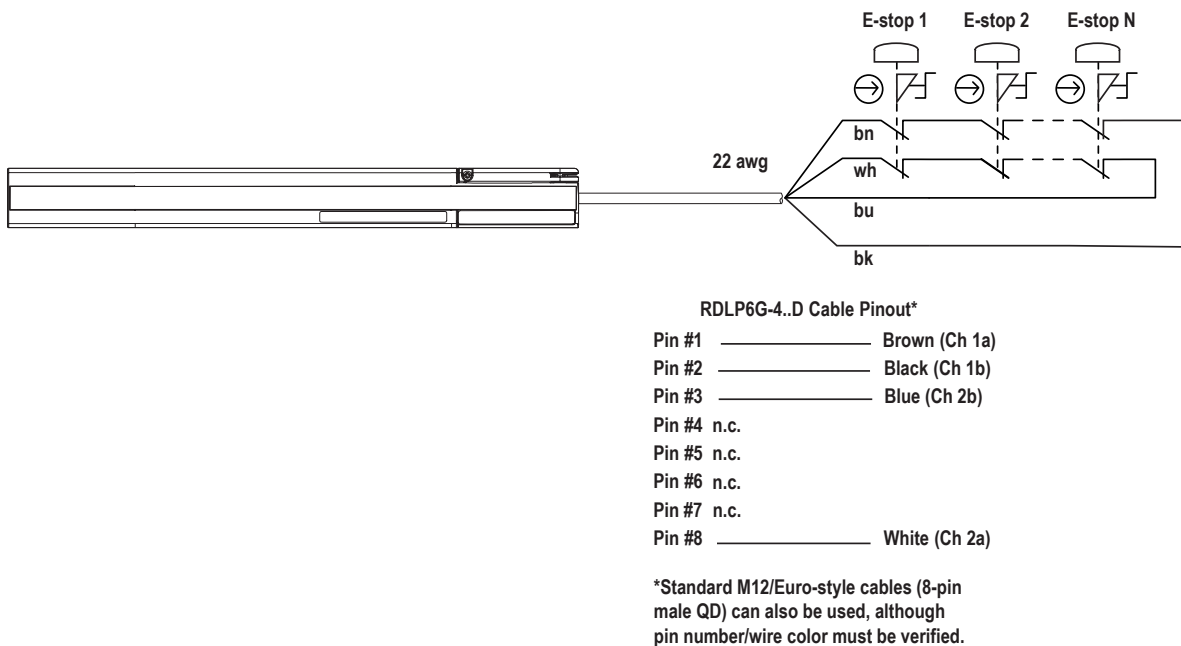 E-stop 1 E-stop 2 E-stop N
bn
22 awg
wh
bu
bk
RDLP6G-4..D Cable Pinout*
Pin #1 Brown (Ch 1a)
Pin #2 Black (Ch 1b)
Pin #3 Blue (Ch 2b)
Pin #4 n.c.
Pin #5 n.c.
Pin #6 n.c.
Pin #7 n.c.
Pin #8 White (Ch 2a)
*Standard M12/Euro-style cables (8-pin
male QD) can also be used, although
pin number/wire color must be verified.